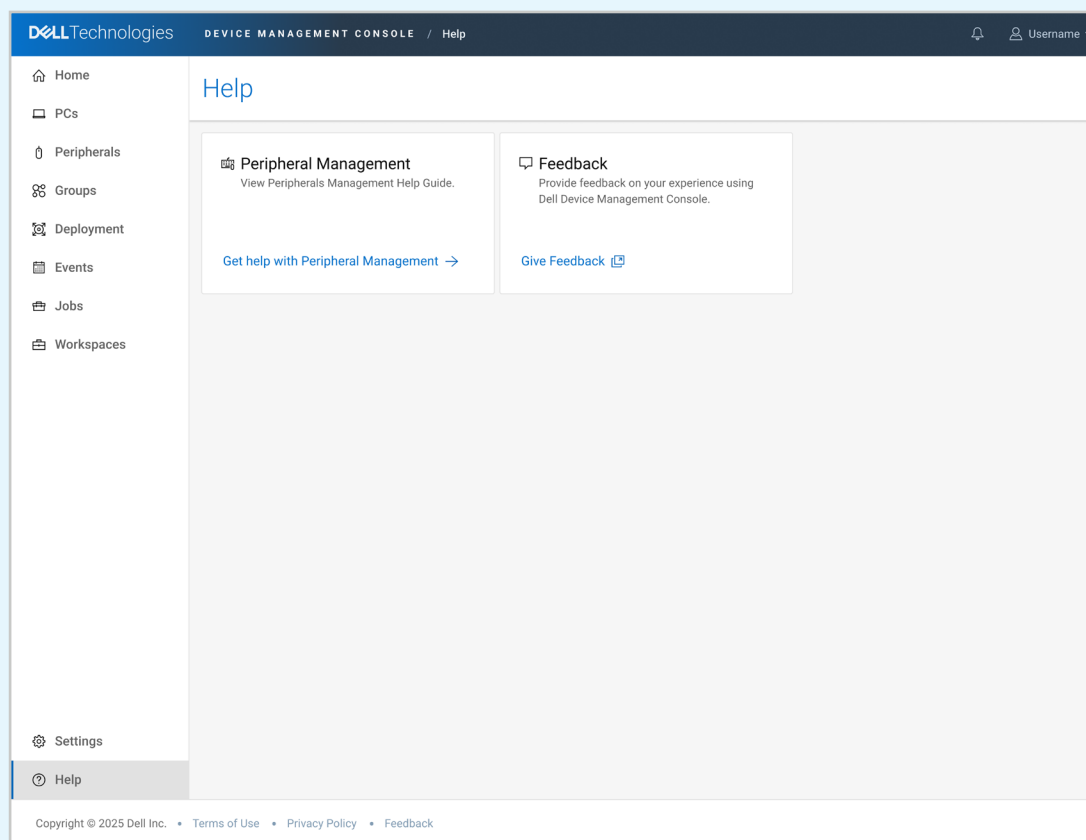 DELLTechnologies DEVICE MANAGEMENT CONSOLE / Help Username
Home
PCs
Peripherals
Groups
Deployment
Events
Jobs
Workspaces
Settings
Help
Help
Peripheral Management
View Peripherals Management Help Guide.
Get help with Peripheral Management
Feedback
Provide feedback on your experience using
Dell Device Management Console.
Give Feedback
Copyright © 2025 Dell Inc. • Terms of Use • Privacy Policy • Feedback